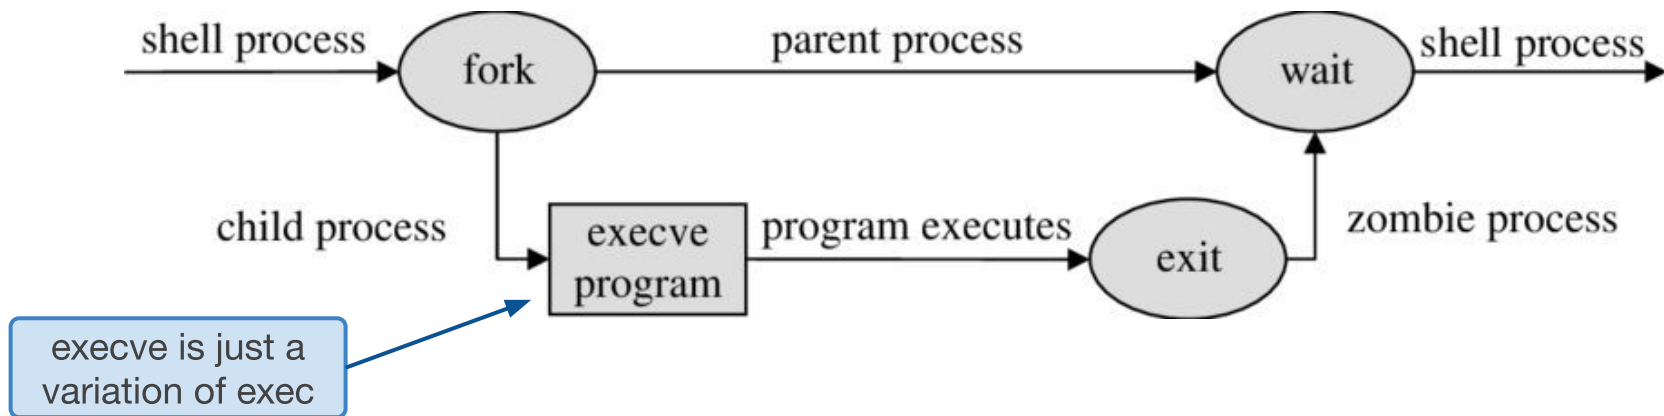 shell process
fork
parent process
wait
shell process
child process
execve
program
program executes
exit
zombie process
execve is just a
variation of exec